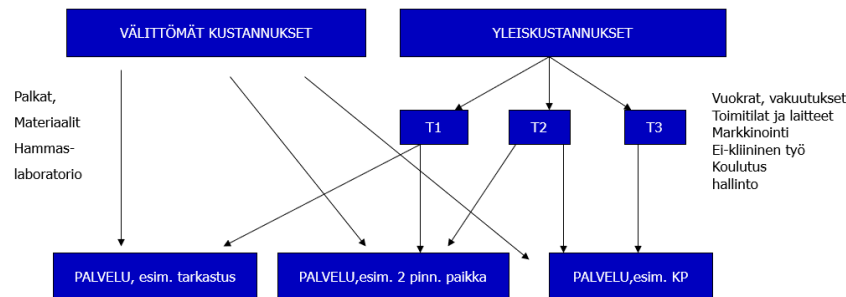 VÄLITTÖMÄT KUSTANNUKSET
YLEISKUSTANNUKSET
Palkat,
Materiaalit
Hammas-
laboratorio
T1
T2
T3
Vuokrat, vakuutukset
Toimitilat ja laitteet
Markkinointi
Ei-kliininen työ
Koulutus
hallinto
PALVELU, esim. tarkastus
PALVELU,esim. 2 pinn. paikka
PALVELU,esim. KP